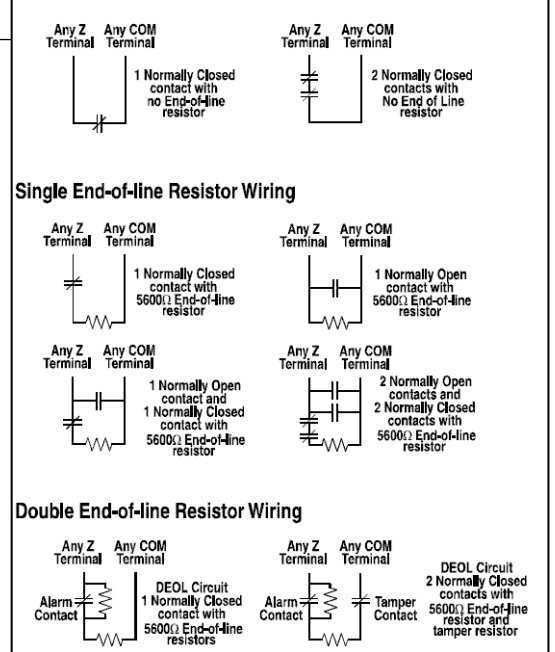 Any Z Terminal
Any COM Terminal
1 Normally Closed
contact with
no End-of-line
resistor
Any Z Terminal
Any COM Terminal
2 Normally Closed
contacts with
No End of Line
resistor
Single End-of-line Resistor Wiring
Any Z Terminal
Any COM Terminal
1 Normally Closed
contact with
5600Ω End-of-line
resistor
Any Z Terminal
Any COM Terminal
1 Normally Open
contact with
5600Ω End-of-line
resistor
Any Z Terminal
Any COM Terminal
1 Normally Open
contact and
1 Normally Closed
contact with
5600Ω End-of-line
resistor
Any Z Terminal
Any COM Terminal
2 Normally Open
contacts and
2 Normally Closed
contacts with
5600Ω End-of-line
resistor
Double End-of-line Resistor Wiring
Any Z Terminal
Any COM Terminal
Alarm
Contact
DEOL Circuit
1 Normally Closed
contact with
5600Ω End-of-line
resistors
Any Z Terminal
Any COM Terminal
Alarm
Contact
Tamper
Contact
DEOL Circuit
2 Normally Closed
contacts with
5600Ω End-of-line
resistor and
tamper resistor